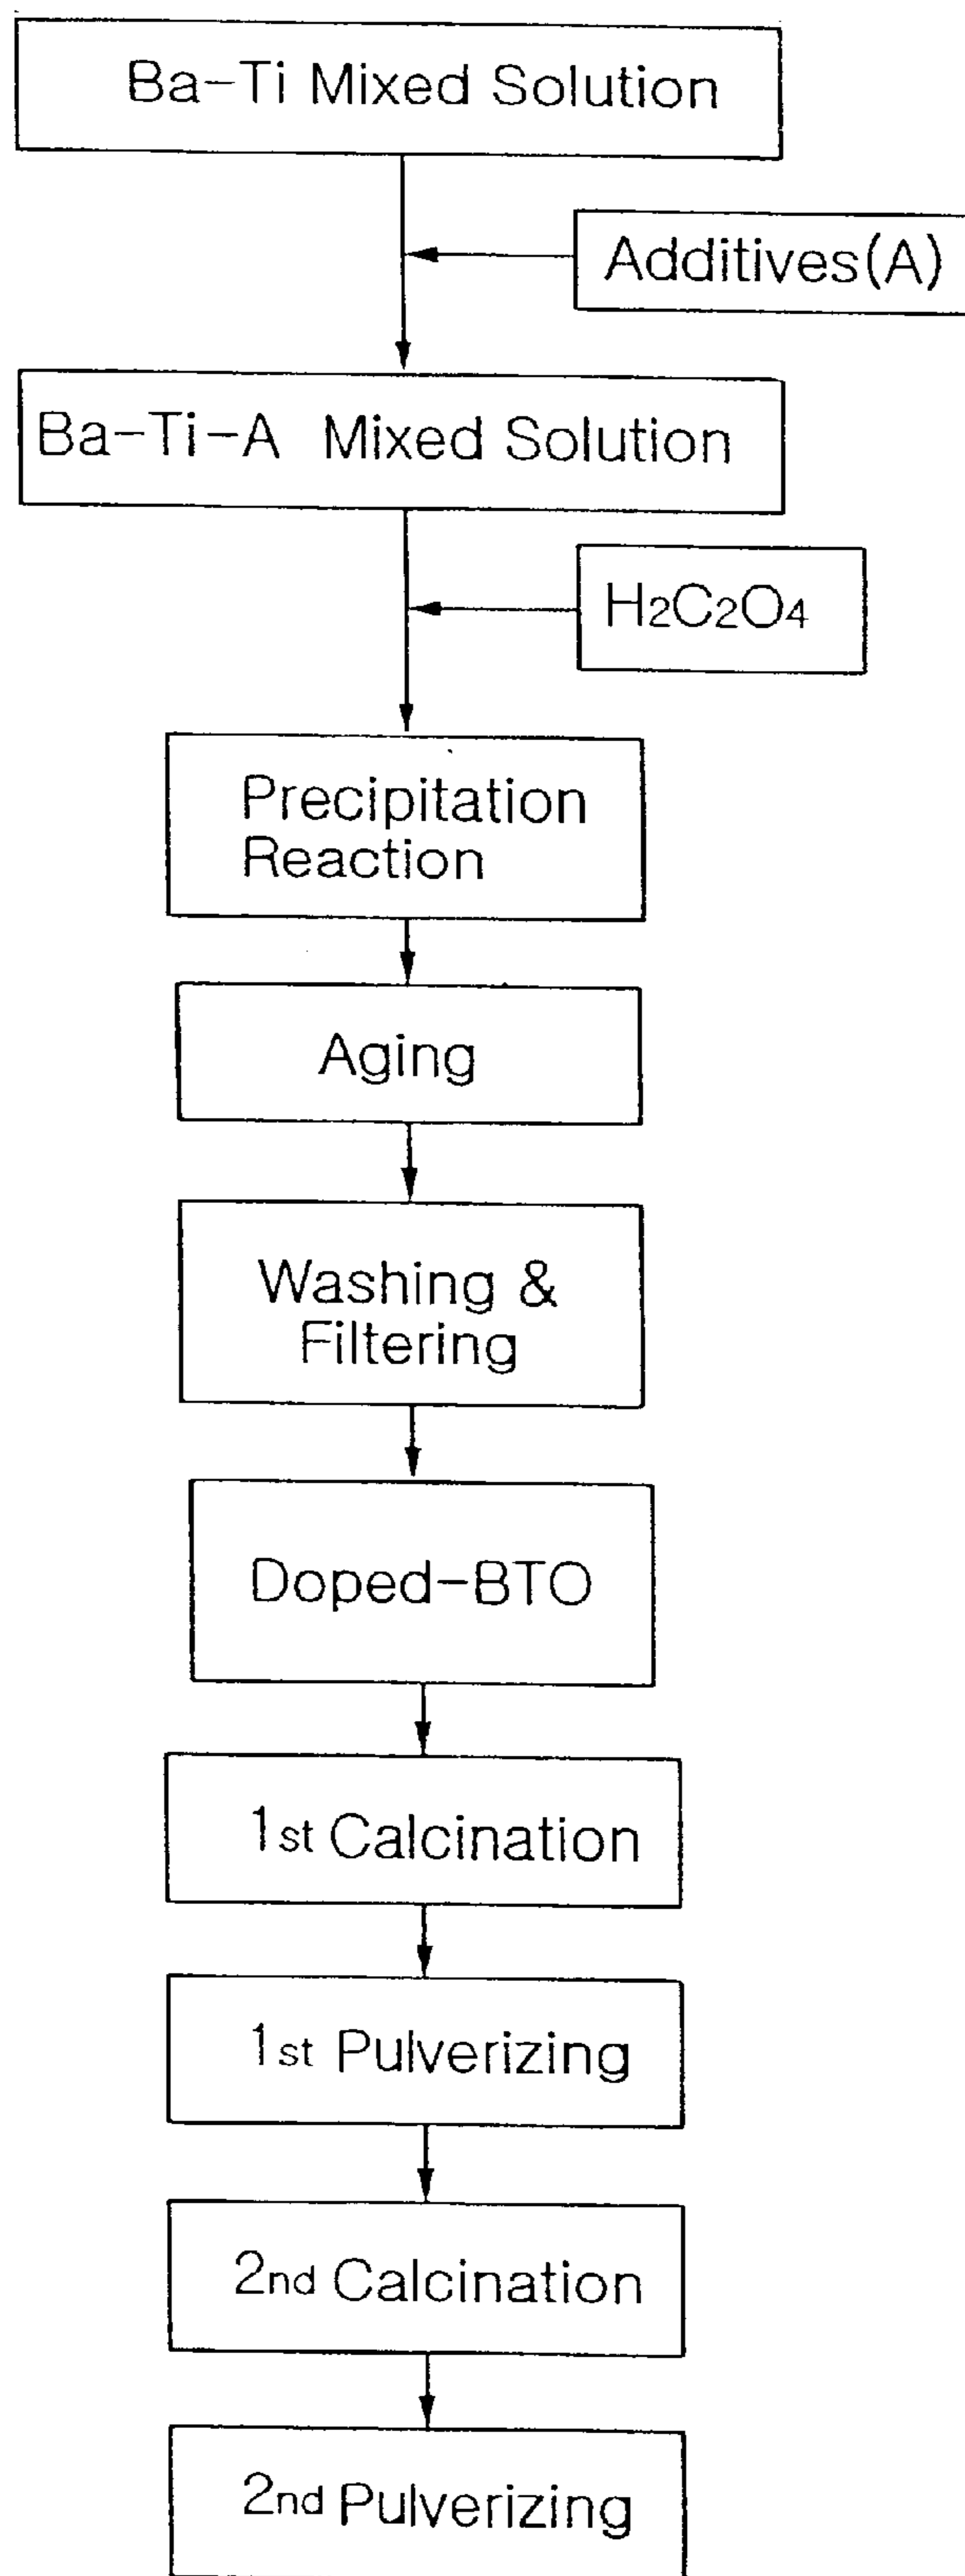 Ba-Ti Mixed Solution
Additives(A)
Ba-Ti-A Mixed Solution
H2C2O4
Precipitation
Reaction
Aging
Washing &
Filtering
Doped-BTO
1st Calcination
1st Pulverizing
2nd Calcination
2nd Pulverizing